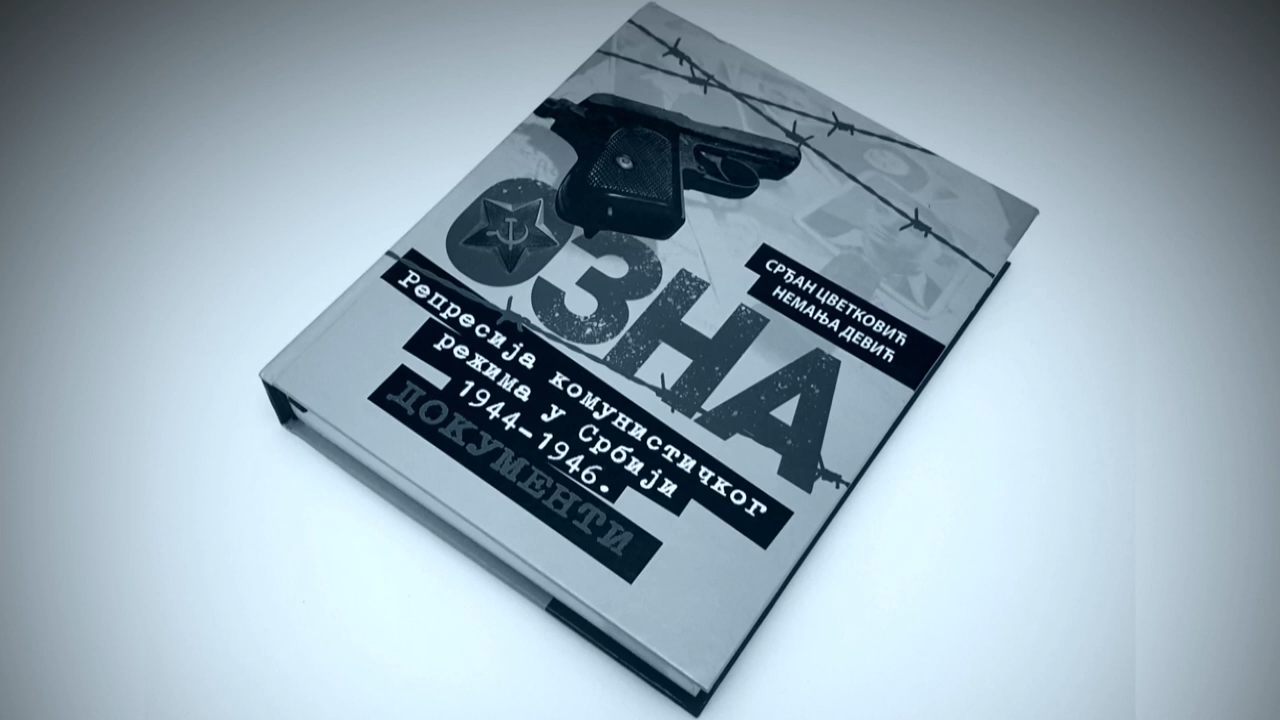 СРЂАН ЦВЕТКОВИЋ
НЕМАЊА ДЕВИЋ
ОЗНА
Репресија комунистичког
режима у Србији
1944-1946.
ДОКУМЕНТИ